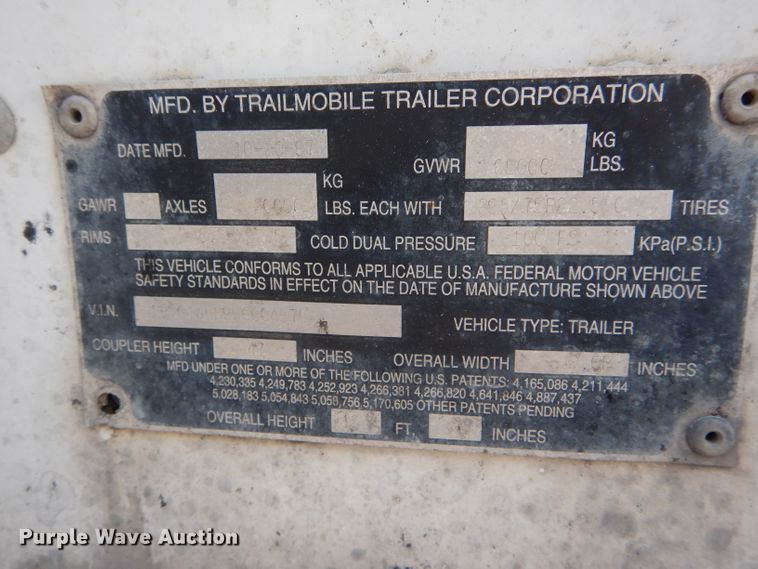 MFD. BY TRAILMOBILE TRAILER CORPORATION
DATE MFD. GVWR KG LBS.
GAWR AXLES KG LBS. EACH WITH TIRES
RIMS COLD DUAL PRESSURE KPa(P.S.I.)
THIS VEHICLE CONFORMS TO ALL APPLICABLE U.S.A. FEDERAL MOTOR VEHICLE
SAFETY STANDARDS IN EFFECT ON THE DATE OF MANUFACTURE SHOWN ABOVE
V.I.N. VEHICLE TYPE: TRAILER
COUPLER HEIGHT 47 INCHES OVERALL WIDTH INCHES
MFD UNDER ONE OR MORE OF THE FOLLOWING U.S. PATENTS: 4,165,086 4,211,444
4,230,335 4,249,783 4,252,923 4,266,381 4,266,820 4,641,846 4,887,437
5,028,183 5,054,843 5,058,756 5,170,605 OTHER PATENTS PENDING
OVERALL HEIGHT FT. INCHES
Purple Wave Auction